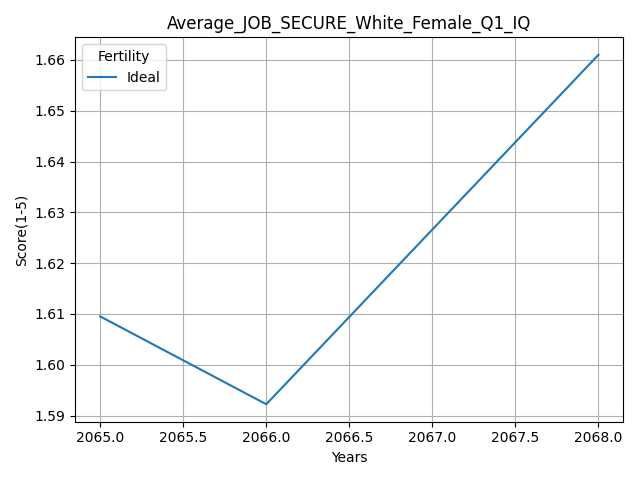 Average_JOB_SECURE_White_Female_Q1_IQ
Fertility
Ideal
Score(1-5)
1.66
1.65
1.64
1.63
1.62
1.61
1.60
1.59
2065.0 2065.5 2066.0 2066.5 2067.0 2067.5 2068.0
Years